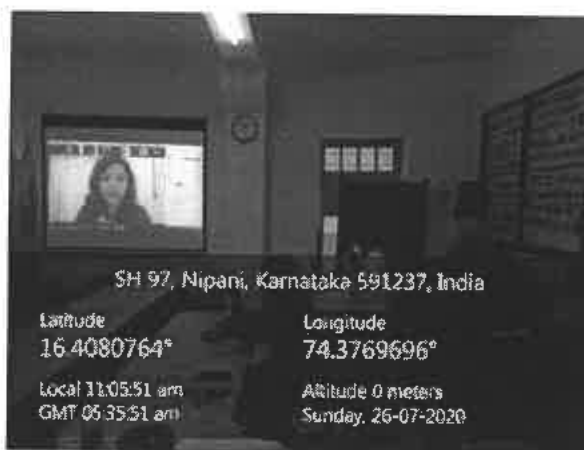 SH 97, Nipani, Karnataka 591237, India
Latitude
16.4080764°
Longitude
74.3769696°
Local 11:05:51 am
GMT 05:35:51 am
Altitude 0 meters
Sunday, 26-07-2020